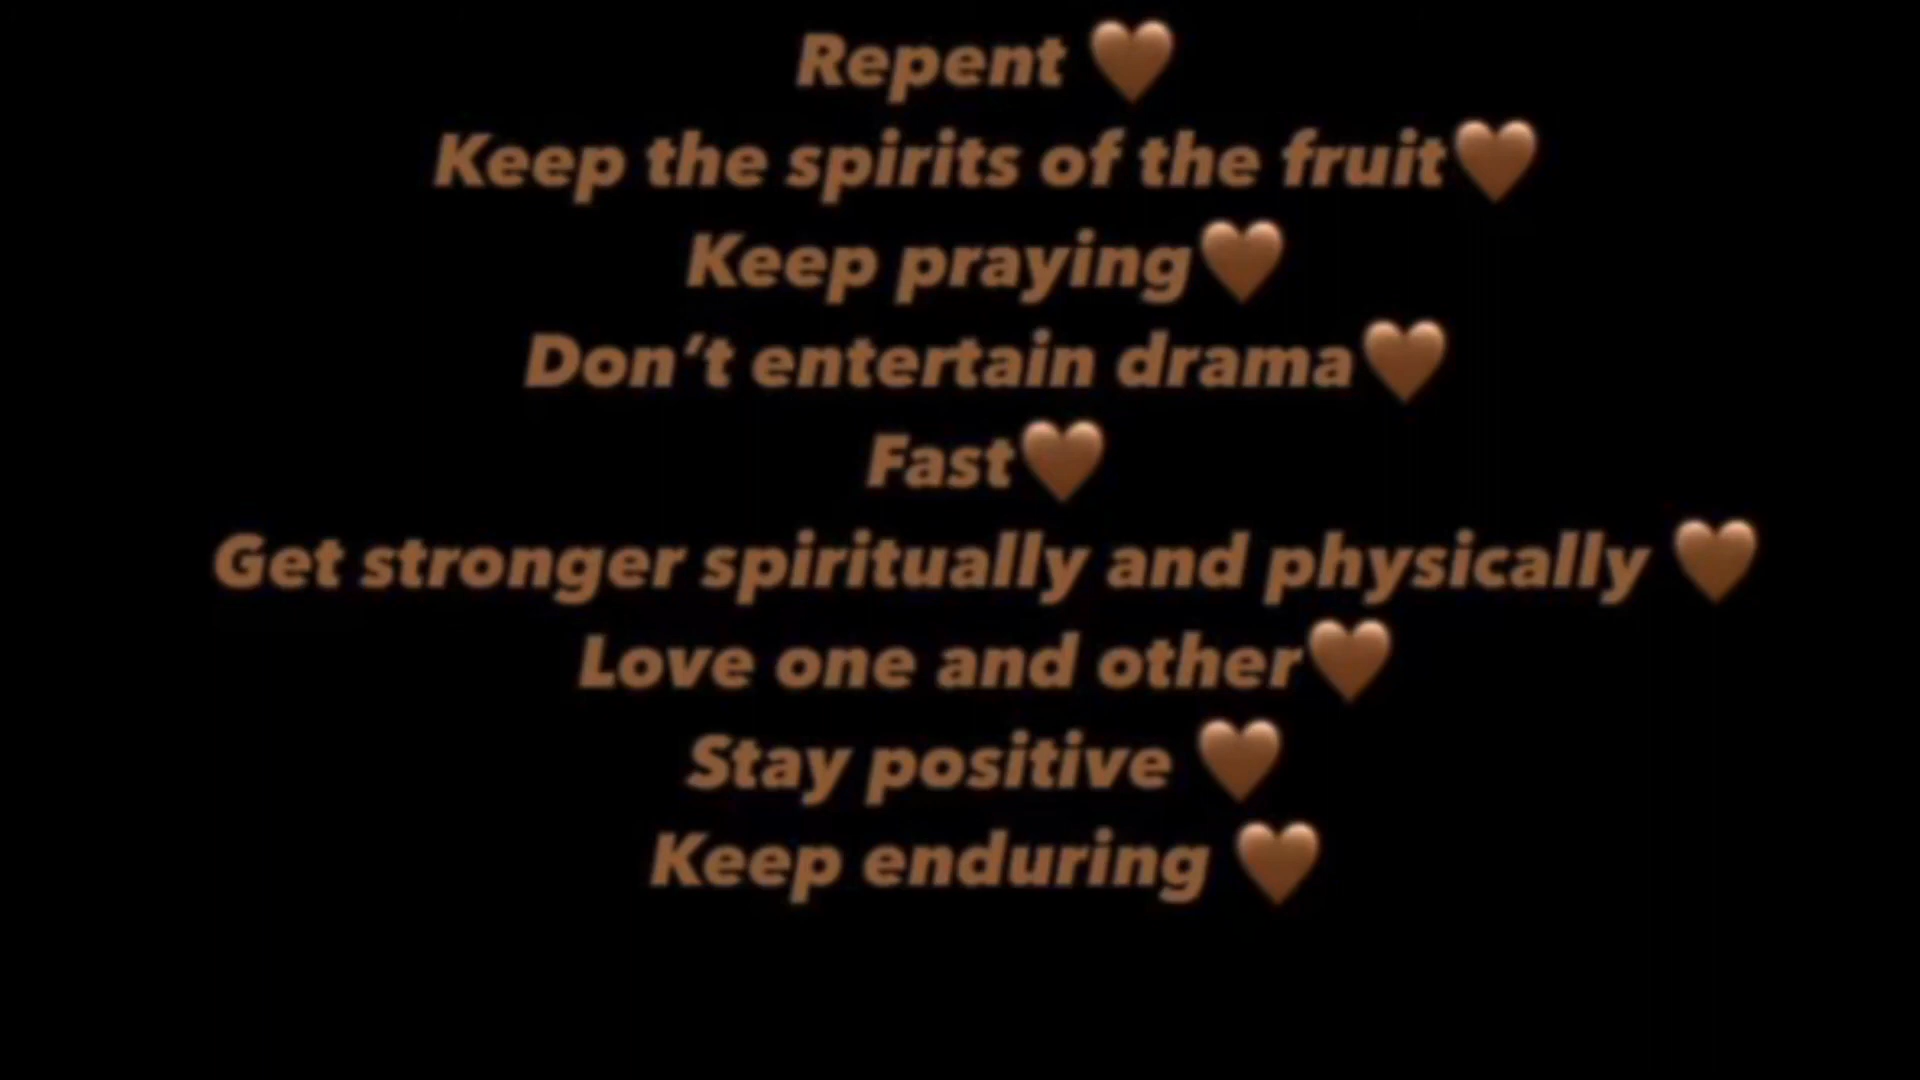 Repent 🤎
Keep the spirits of the fruit🤎
Keep praying🤎
Don’t entertain drama🤎
Fast🤎
Get stronger spiritually and physically 🤎
Love one and other🤎
Stay positive 🤎
Keep enduring 🤎